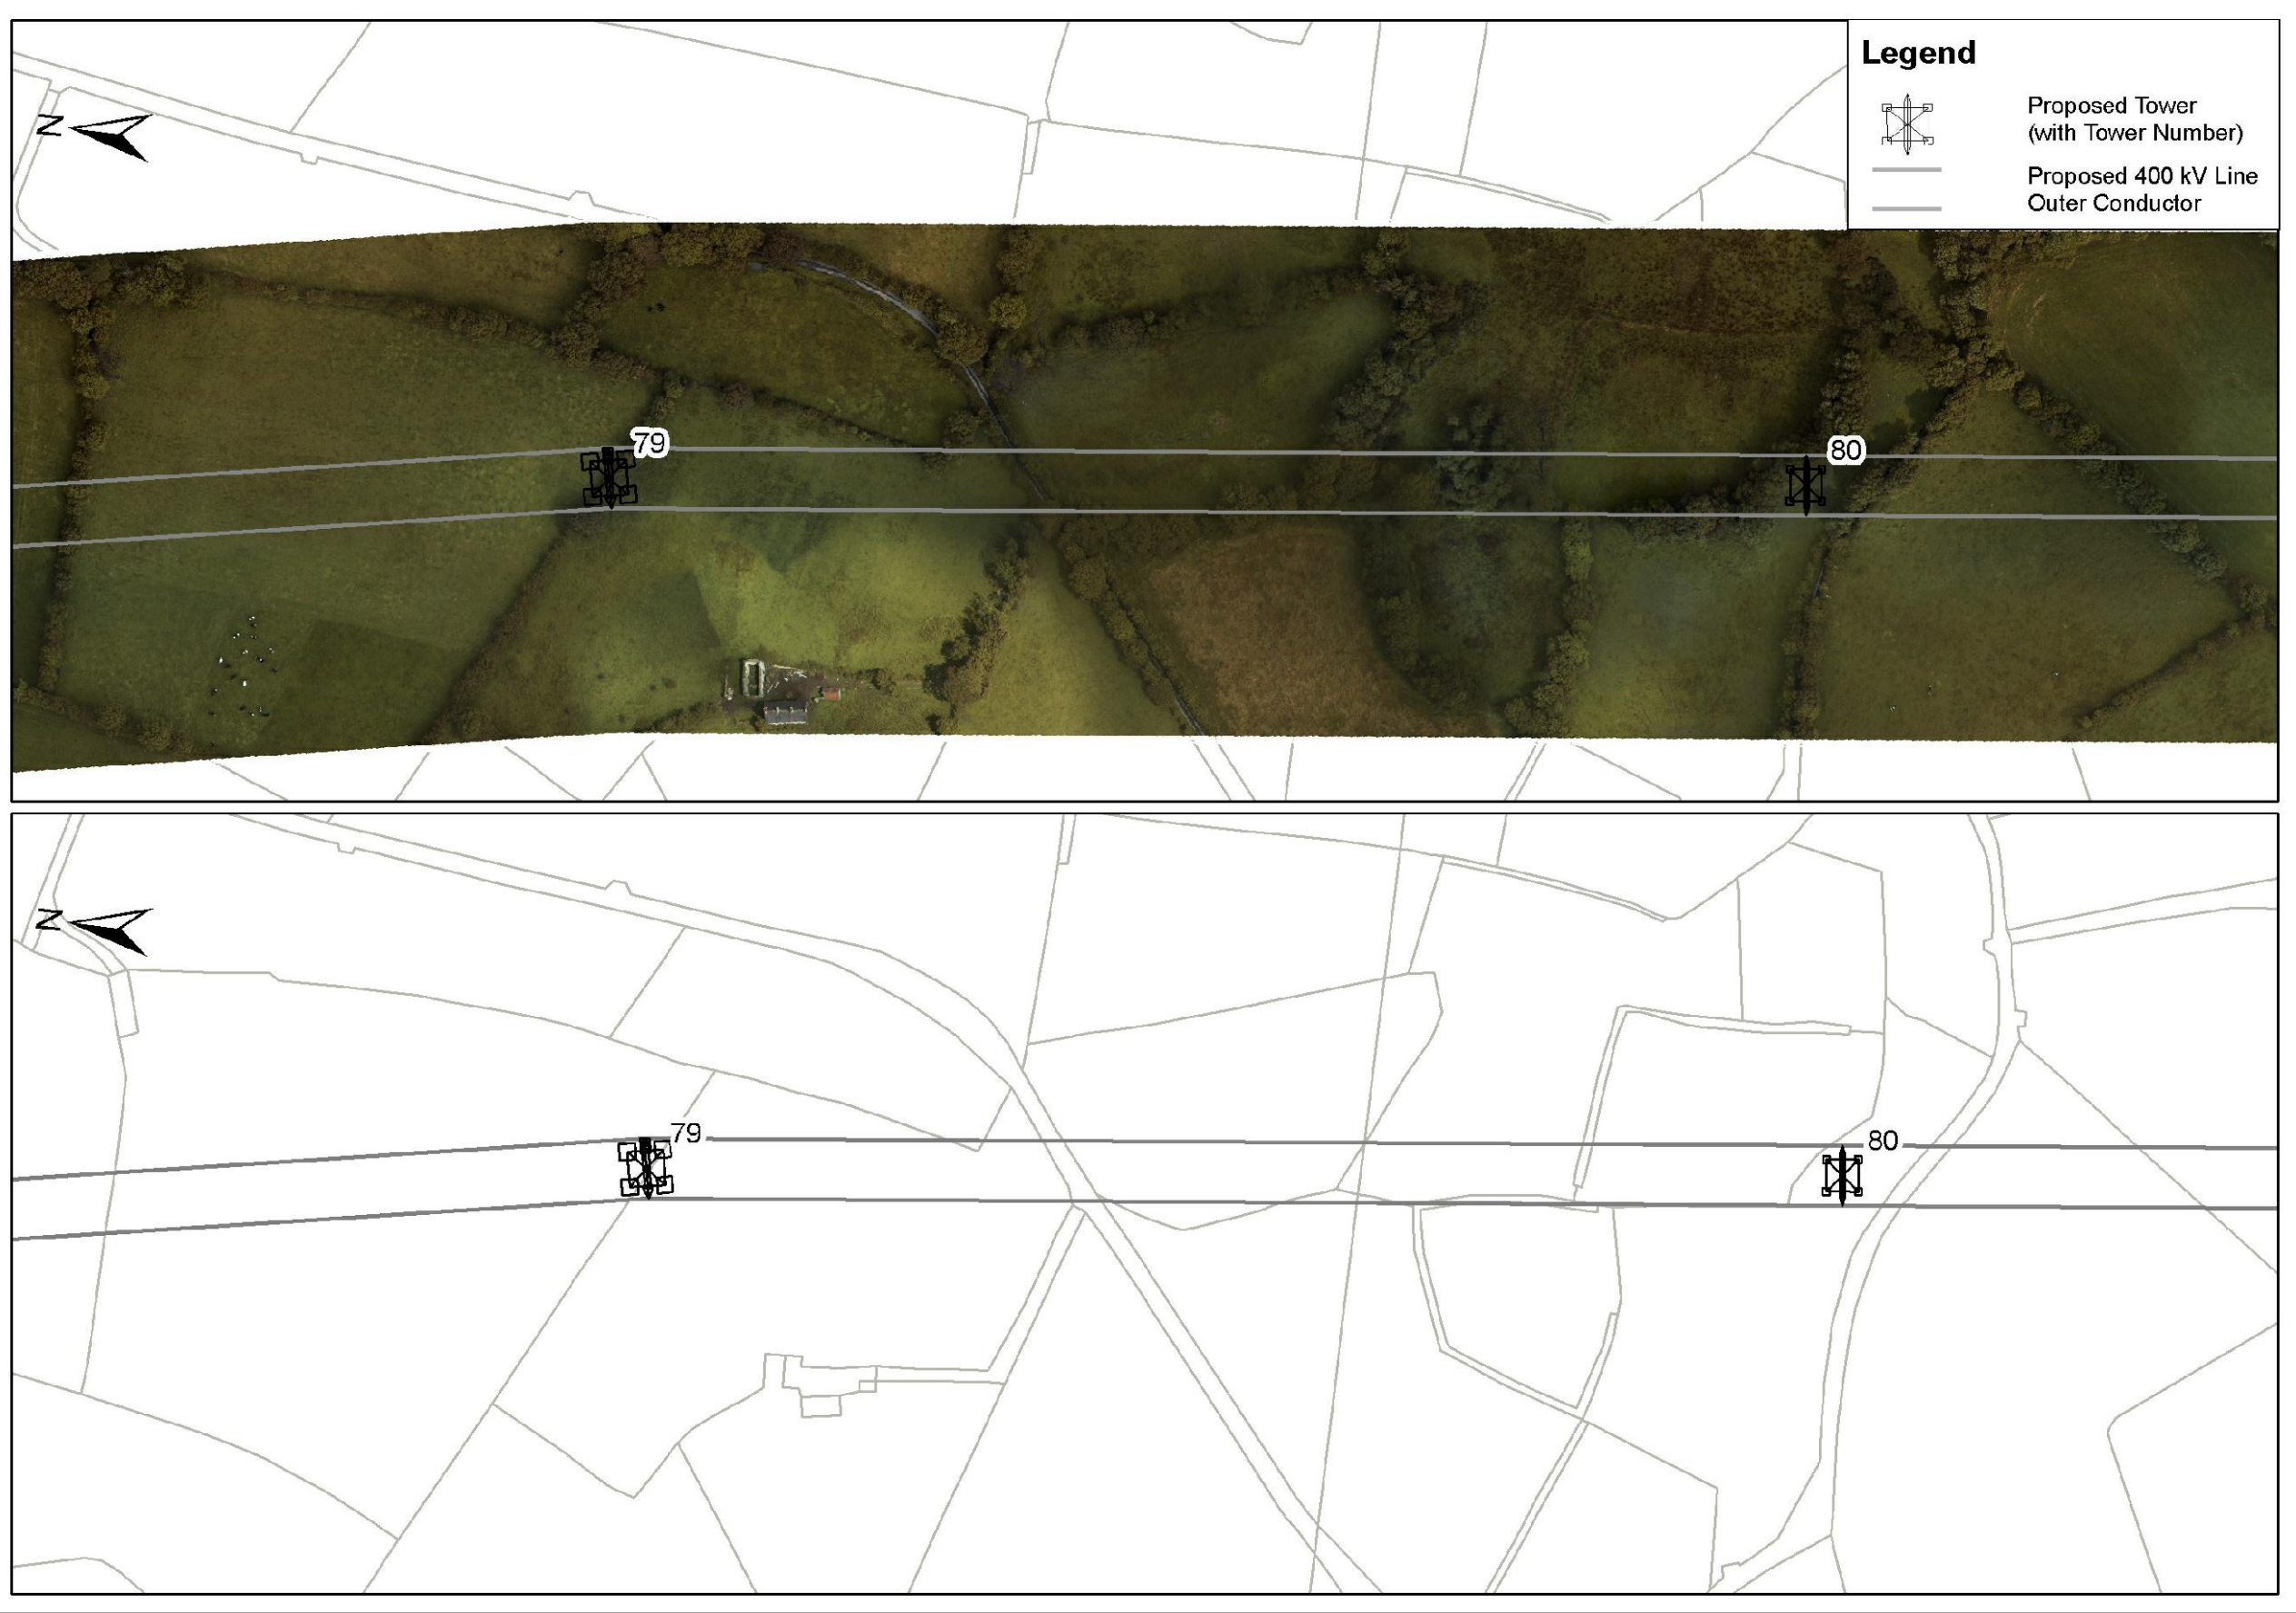 Legend
Proposed Tower
(with Tower Number)
Proposed 400 kV Line
Outer Conductor
N
79
80
N
79
80